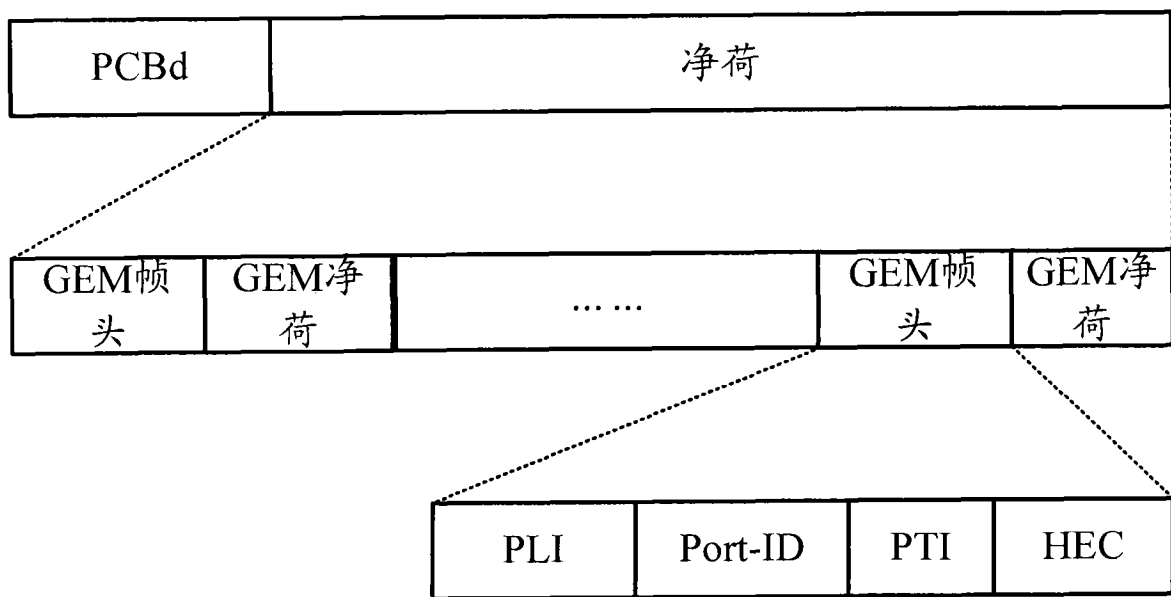 PCBd
净荷
GEM帧
头
GEM净
荷
... ...
GEM帧
头
GEM净
荷
PLI
Port-ID
PTI
HEC